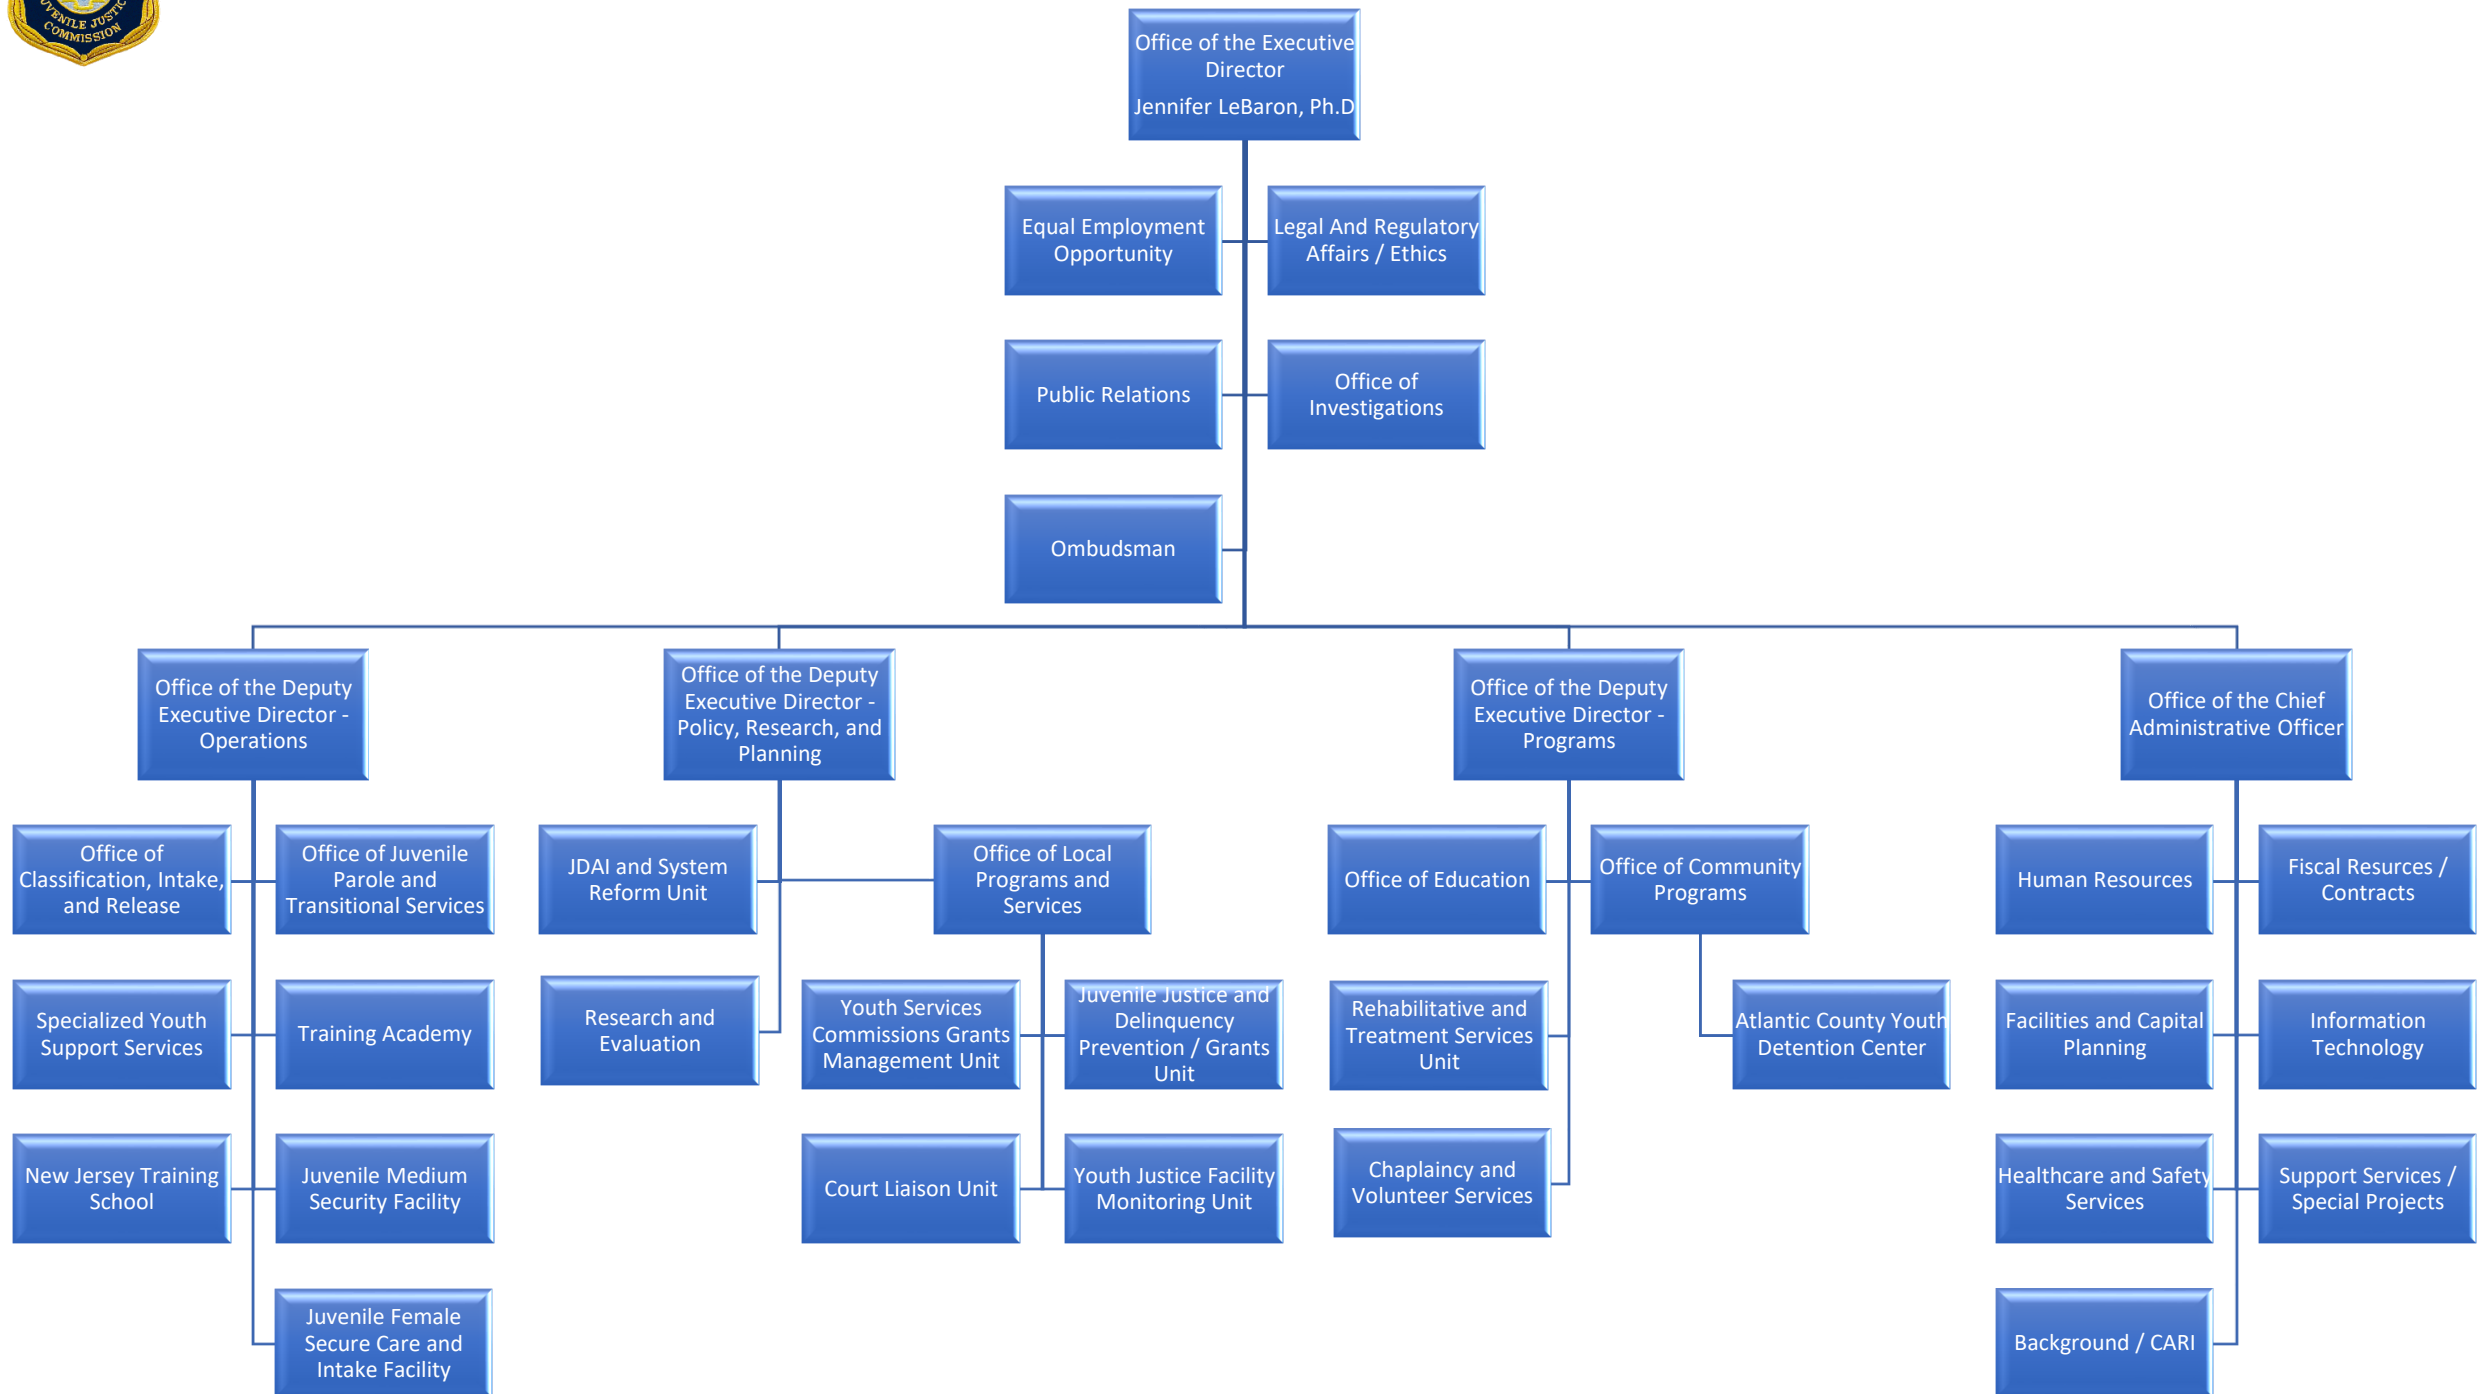 JUVENILE JUSTICE
COMMISSION
Office of the Executive
Director
Jennifer LeBaron, Ph.D
Equal Employment
Opportunity
Legal And Regulatory
Affairs / Ethics
Public Relations
Office of
Investigations
Ombudsman
Office of the Deputy
Executive Director -
Operations
Office of the Deputy
Executive Director -
Policy, Research, and
Planning
Office of the Deputy
Executive Director -
Programs
Office of the Chief
Administrative Officer
Office of
Classification, Intake,
and Release
Office of Juvenile
Parole and
Transitional Services
Specialized Youth
Support Services
Training Academy
New Jersey Training
School
Juvenile Medium
Security Facility
Juvenile Female
Secure Care and
Intake Facility
JDAI and System
Reform Unit
Office of Local
Programs and
Services
Research and
Evaluation
Youth Services
Commissions Grants
Management Unit
Juvenile Justice and
Delinquency
Prevention / Grants
Unit
Court Liaison Unit
Youth Justice Facility
Monitoring Unit
Office of Education
Office of Community
Programs
Rehabilitative and
Treatment Services
Unit
Atlantic County Youth
Detention Center
Chaplaincy and
Volunteer Services
Human Resources
Fiscal Resurces /
Contracts
Facilities and Capital
Planning
Information
Technology
Healthcare and Safety
Services
Support Services /
Special Projects
Background / CARI